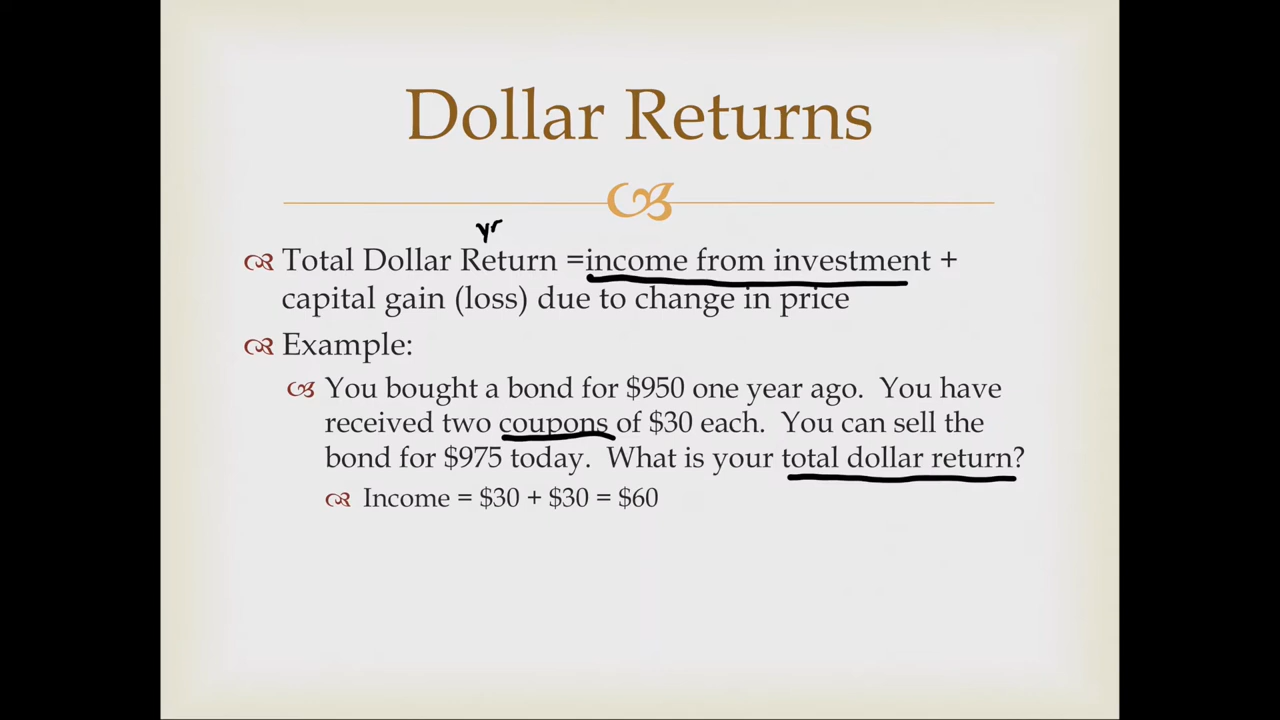 Dollar Returns
yr
Total Dollar Return =income from investment +
capital gain (loss) due to change in price
Example:
You bought a bond for $950 one year ago. You have
received two coupons of $30 each. You can sell the
bond for $975 today. What is your total dollar return?
Income = $30 + $30 = $60